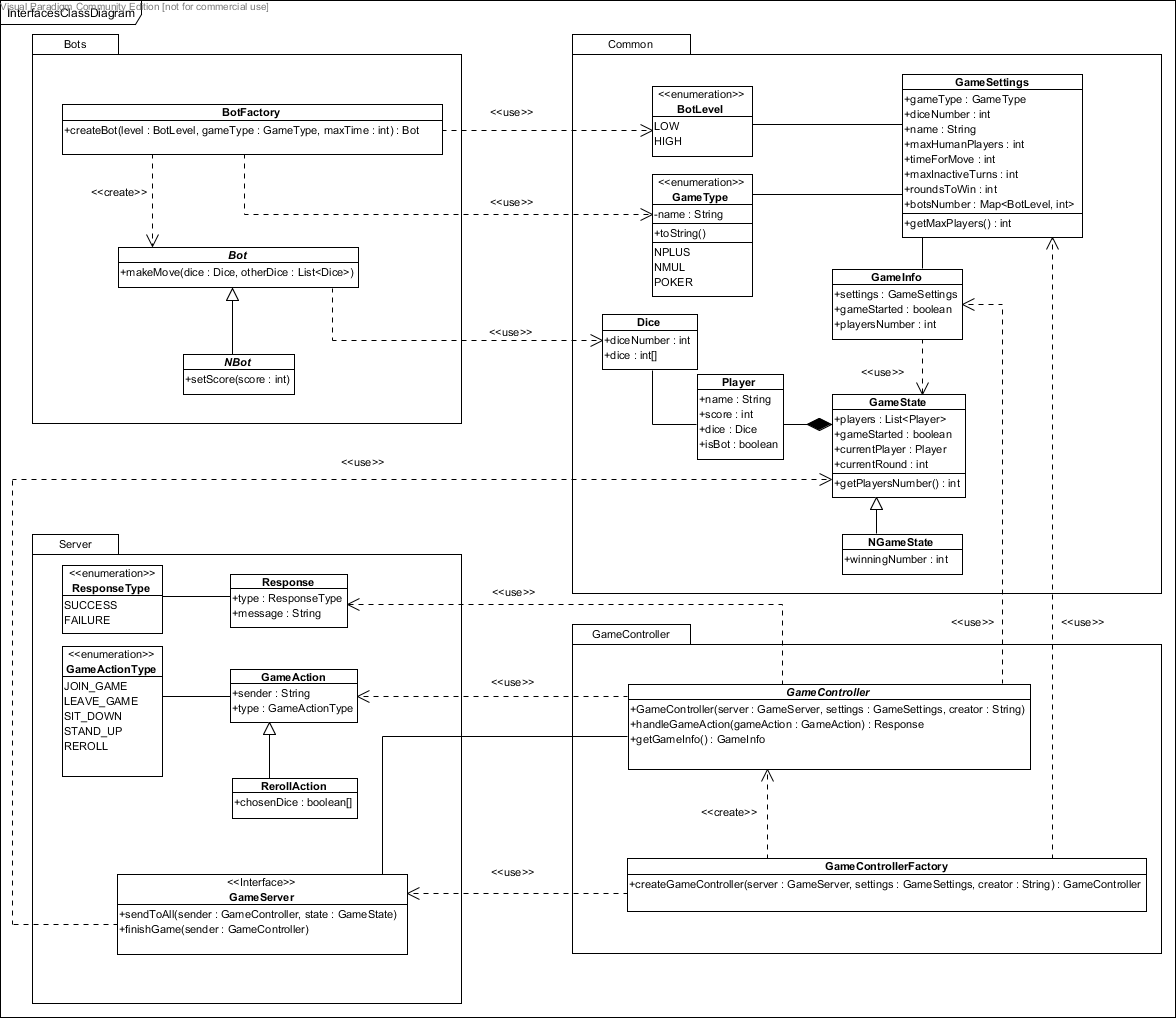 Visual Paradigm Community Edition [not for commercial use]
InterfacesClassDiagram
Bots
BotFactory
+createBot(level : BotLevel, gameType : GameType, maxTime : int) : Bot
<<create>>
Bot
+makeMove(dice : Dice, otherDice : List<Dice>)
NBot
+setScore(score : int)
<<use>>
<<use>>
<<use>>
Common
<<enumeration>>
BotLevel
LOW
HIGH
<<enumeration>>
GameType
-name : String
+toString()
NPLUS
NMUL
POKER
GameSettings
+gameType : GameType
+diceNumber : int
+name : String
+maxHumanPlayers : int
+timeForMove : int
+maxInactiveTurns : int
+roundsToWin : int
+botsNumber : Map<BotLevel, int>
+getMaxPlayers() : int
GameInfo
+settings : GameSettings
+gameStarted : boolean
+playersNumber : int
Dice
+diceNumber : int
+dice : int[]
<<use>>
Player
+name : String
+score : int
+dice : Dice
+isBot : boolean
GameState
+players : List<Player>
+gameStarted : boolean
+currentPlayer : Player
+currentRound : int
+getPlayersNumber() : int
NGameState
+winningNumber : int
<<use>>
Server
<<enumeration>>
ResponseType
SUCCESS
FAILURE
Response
+type : ResponseType
+message : String
<<enumeration>>
GameActionType
JOIN_GAME
LEAVE_GAME
SIT_DOWN
STAND_UP
REROLL
GameAction
+sender : String
+type : GameActionType
RerollAction
+chosenDice : boolean[]
<<Interface>>
GameServer
+sendToAll(sender : GameController, state : GameState)
+finishGame(sender : GameController)
<<use>>
<<use>>
<<use>>
<<use>>
<<use>>
GameController
GameController
+GameController(server : GameServer, settings : GameSettings, creator : String)
+handleGameAction(gameAction : GameAction) : Response
+getGameInfo() : GameInfo
<<create>>
GameControllerFactory
+createGameController(server : GameServer, settings : GameSettings, creator : String) : GameController